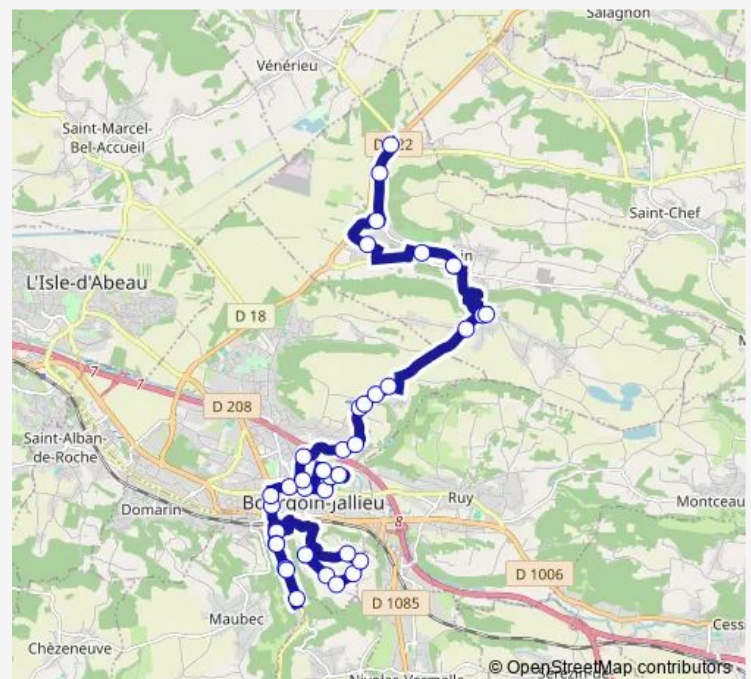 Salagnon
Vénérieu
Saint-Marcel-
Bel-Accueil
Saint-Chef
L'Isle-d'Abeau
D 18
7
7
D 208
Saint-Alban-
de-Roche
Domarin
Bourgoin-Jallieu
Ruy
Montceau
8
D 1006
D 1085
Maubec
Cess
Chèzeneuve
© OpenStreetMap contributors